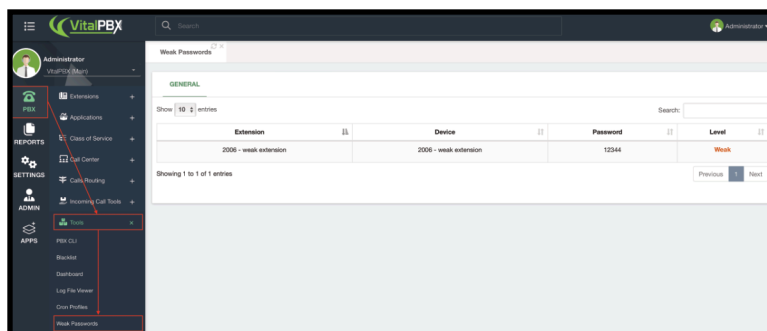 VitalPBX
Search
Administrator
Administrator
VitalPBX (Main)
PBX
REPORTS
SETTINGS
ADMIN
APPS
Extensions +
Applications +
Class of Service +
Call Center +
Calls Routing +
Incoming Call Tools +
Tools ×
PBX CLI
Blacklist
Dashboard
Log File Viewer
Cron Profiles
Weak Passwords
Weak Passwords
GENERAL
Show 10 entries
Search:
Extension Device Password Level
2006 - weak extension 2006 - weak extension 12344 Weak
Showing 1 to 1 of 1 entries
Previous 1 Next